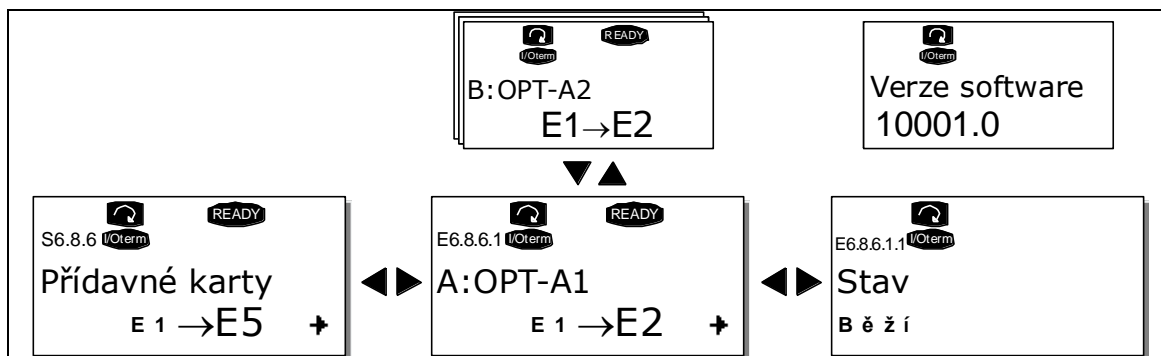 READY
I/Oterm
B:OPT-A2
E1→E2
I/Oterm
Verze software
10001.0
READY
S6.8.6 I/Oterm
Přídavné karty
E1→E5
READY
E6.8.6.1 I/Oterm
A:OPT-A1
E1→E2
E6.8.6.1.1 I/Oterm
Stav
Běží